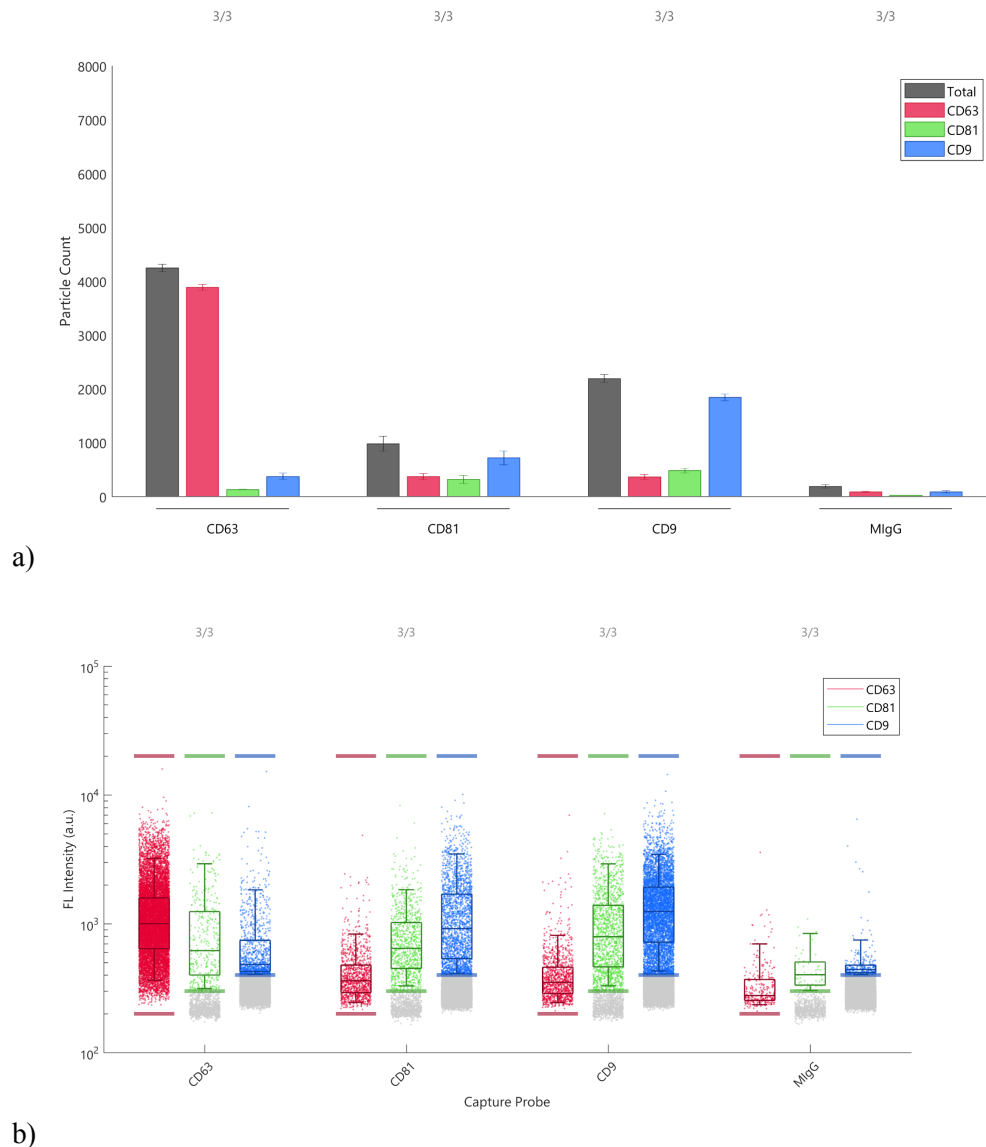 3/3 3/3 3/3 3/3
8000
7000
6000
5000
4000
3000
2000
1000
0
Particle Count
Total
CD63
CD81
CD9
CD63 CD81 CD9 MIgG
a)
3/3 3/3 3/3 3/3
10^5
10^4
10^3
10^2
FL Intensity (a.u.)
CD63
CD81
CD9
CD63 CD81 CD9 MIgG
Capture Probe
b)